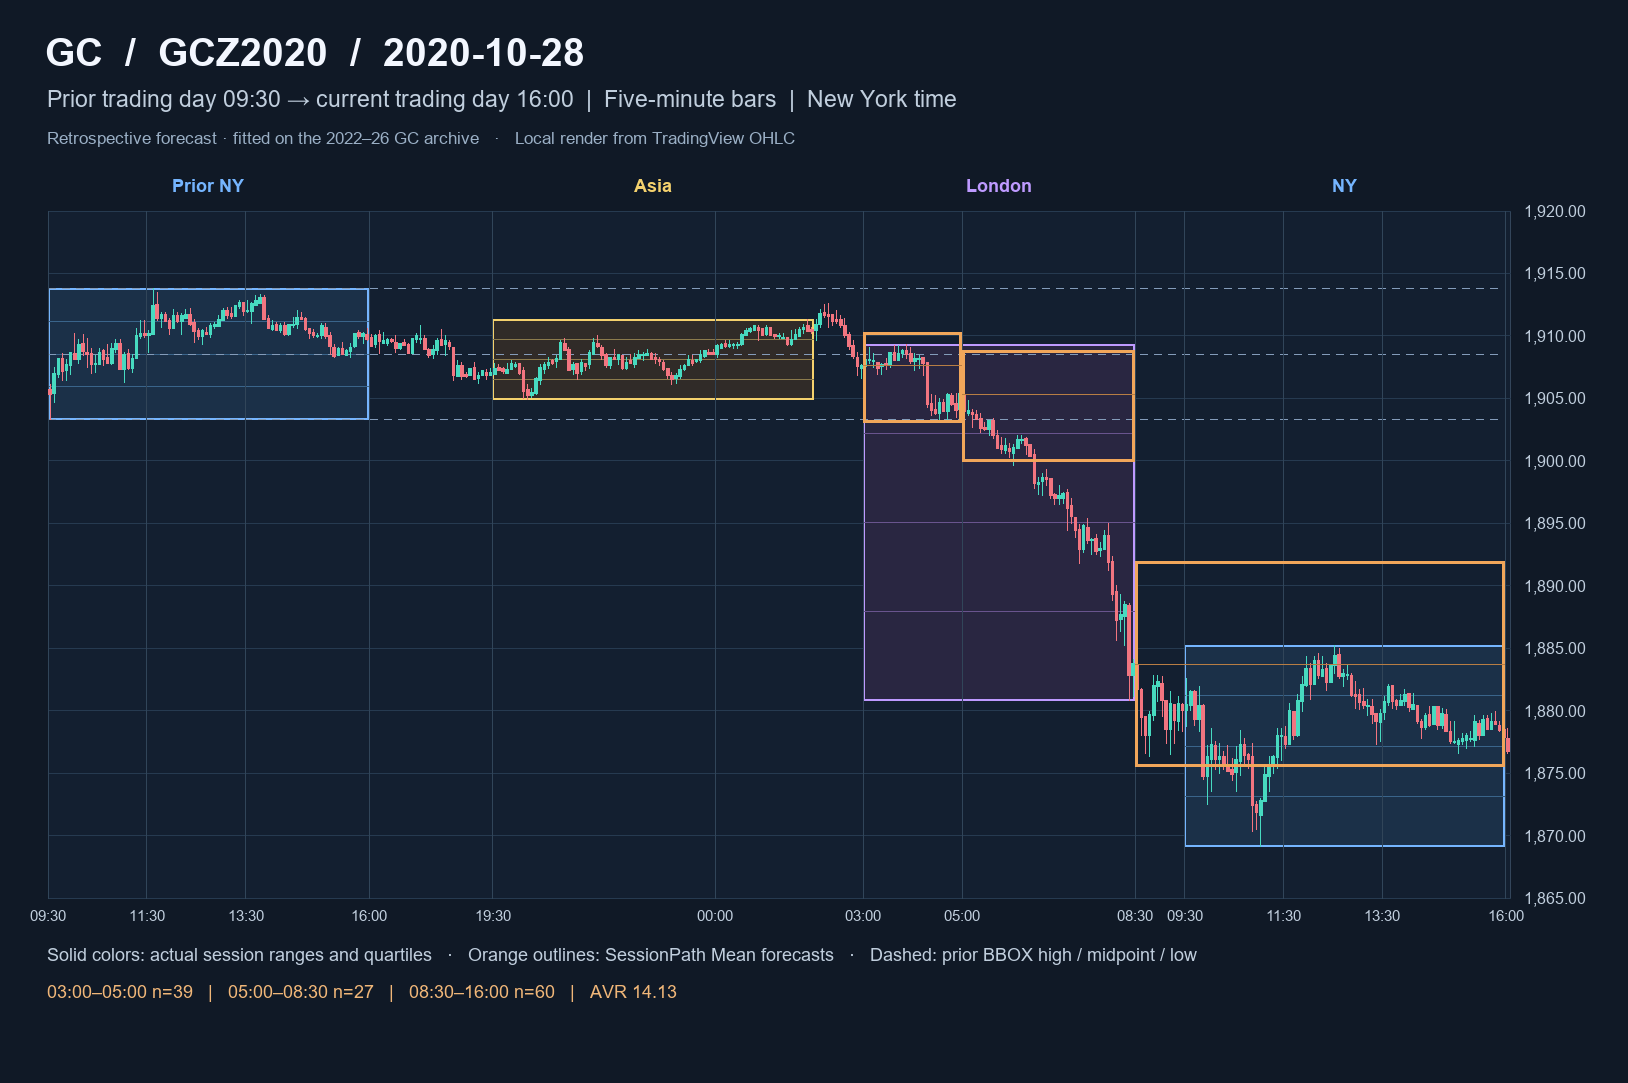 GC / GCZ2020 / 2020-10-28
Prior trading day 09:30 → current trading day 16:00 | Five-minute bars | New York time
Retrospective forecast · fitted on the 2022–26 GC archive · Local render from TradingView OHLC
Prior NY Asia London NY
1,920.00
1,915.00
1,910.00
1,905.00
1,900.00
1,895.00
1,890.00
1,885.00
1,880.00
1,875.00
1,870.00
1,865.00
09:30 11:30 13:30 16:00 19:30 00:00 03:00 05:00 08:30 09:30 11:30 13:30 16:00
Solid colors: actual session ranges and quartiles · Orange outlines: SessionPath Mean forecasts · Dashed: prior BBOX high / midpoint / low
03:00–05:00 n=39 | 05:00–08:30 n=27 | 08:30–16:00 n=60 | AVR 14.13